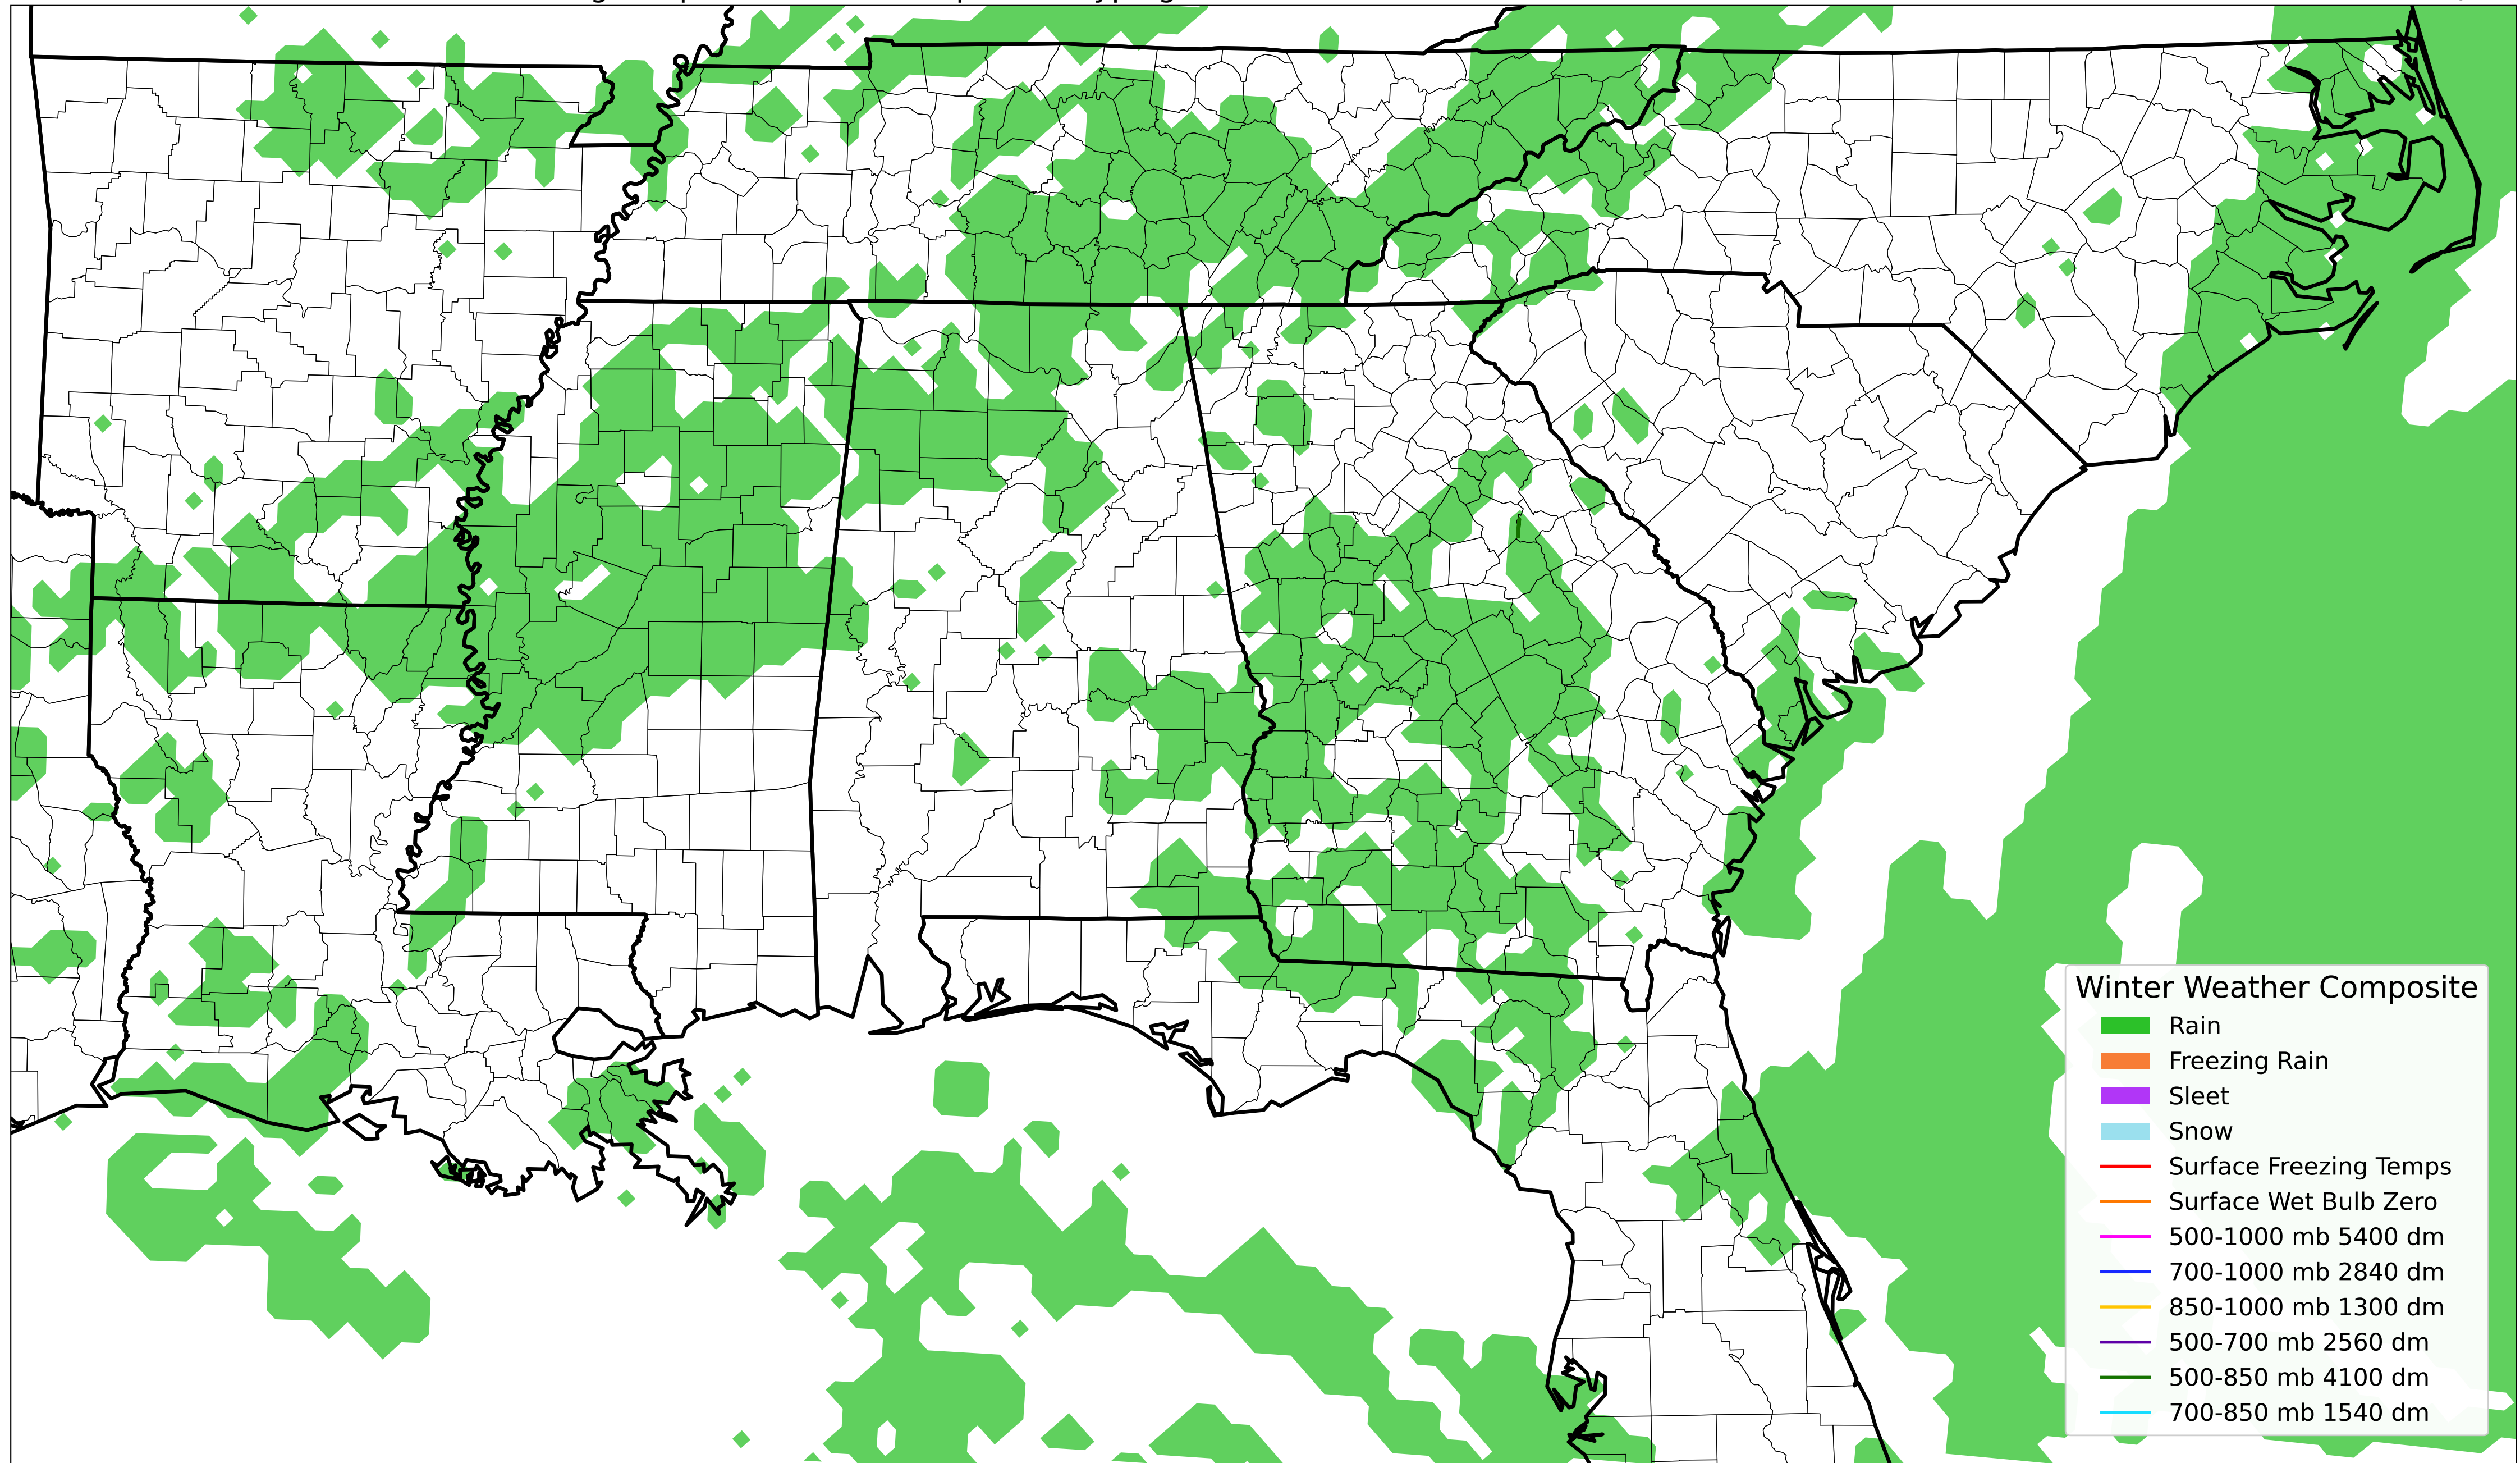 Winter Weather Composite
Rain
Freezing Rain
Sleet
Snow
Surface Freezing Temps
Surface Wet Bulb Zero
500-1000 mb 5400 dm
700-1000 mb 2840 dm
850-1000 mb 1300 dm
500-700 mb 2560 dm
500-850 mb 4100 dm
700-850 mb 1540 dm